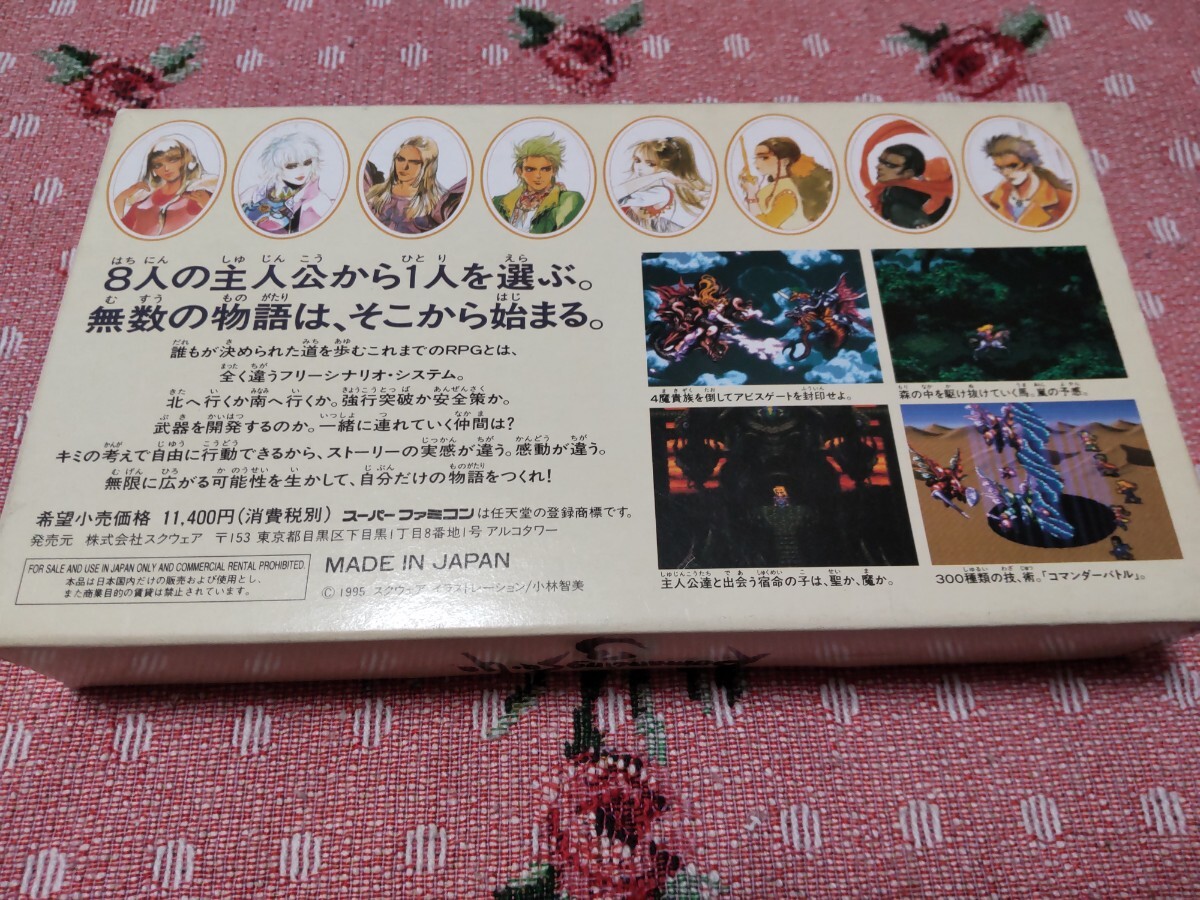 8人の主人公から1人を選ぶ。
無数の物語は、そこから始まる。
誰もが決められた道を歩むこれまでのRPGとは、
全く違うフリーシナリオ・システム。
北へ行くか南へ行くか。強行突破か安全策か。
武器を開発するのか。一緒に連れていく仲間は?
キミの考えで自由に行動できるから、ストーリーの実感が違う。感動が違う。
無限に広がる可能性を生かして、自分だけの物語をつくれ!
希望小売価格 11,400円(消費税別) スーパーファミコンは任天堂の登録商標です。
発売元 株式会社スクウェア 〒153 東京都目黒区下目黒1丁目8番地1号 アルコタワー
FOR SALE AND USE IN JAPAN ONLY AND COMMERCIAL RENTAL PROHIBITED.
本品は日本国内だけの販売および使用とし、
また商業目的の賃貸は禁止されています。
MADE IN JAPAN
© 1995 スクウェア イラストレーション/小林智美
4魔貴族を倒してアビスゲートを封印せよ。
森の中を駆け抜けていく馬。嵐の予感。
主人公達と出会う宿命の子は、聖か、魔か。
300種類の技、術。「コマンダーバトル」。